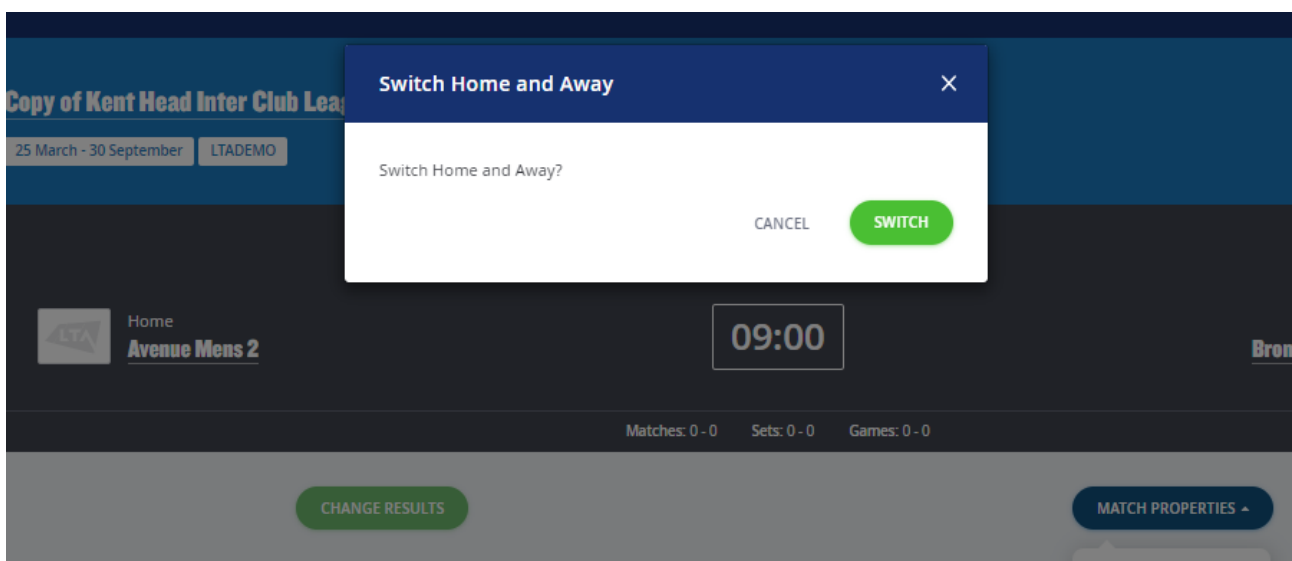 Switch Home and Away
Copy of Kent Head Inter Club
25 March - 30 September LTADEMO
Switch Home and Away?
CANCEL SWITCH
LTA
Home
Avenue Mens 2
09:00
Matches: 0 - 0 Sets: 0 - 0 Games: 0 - 0
CHANGE RESULTS MATCH PROPERTIES